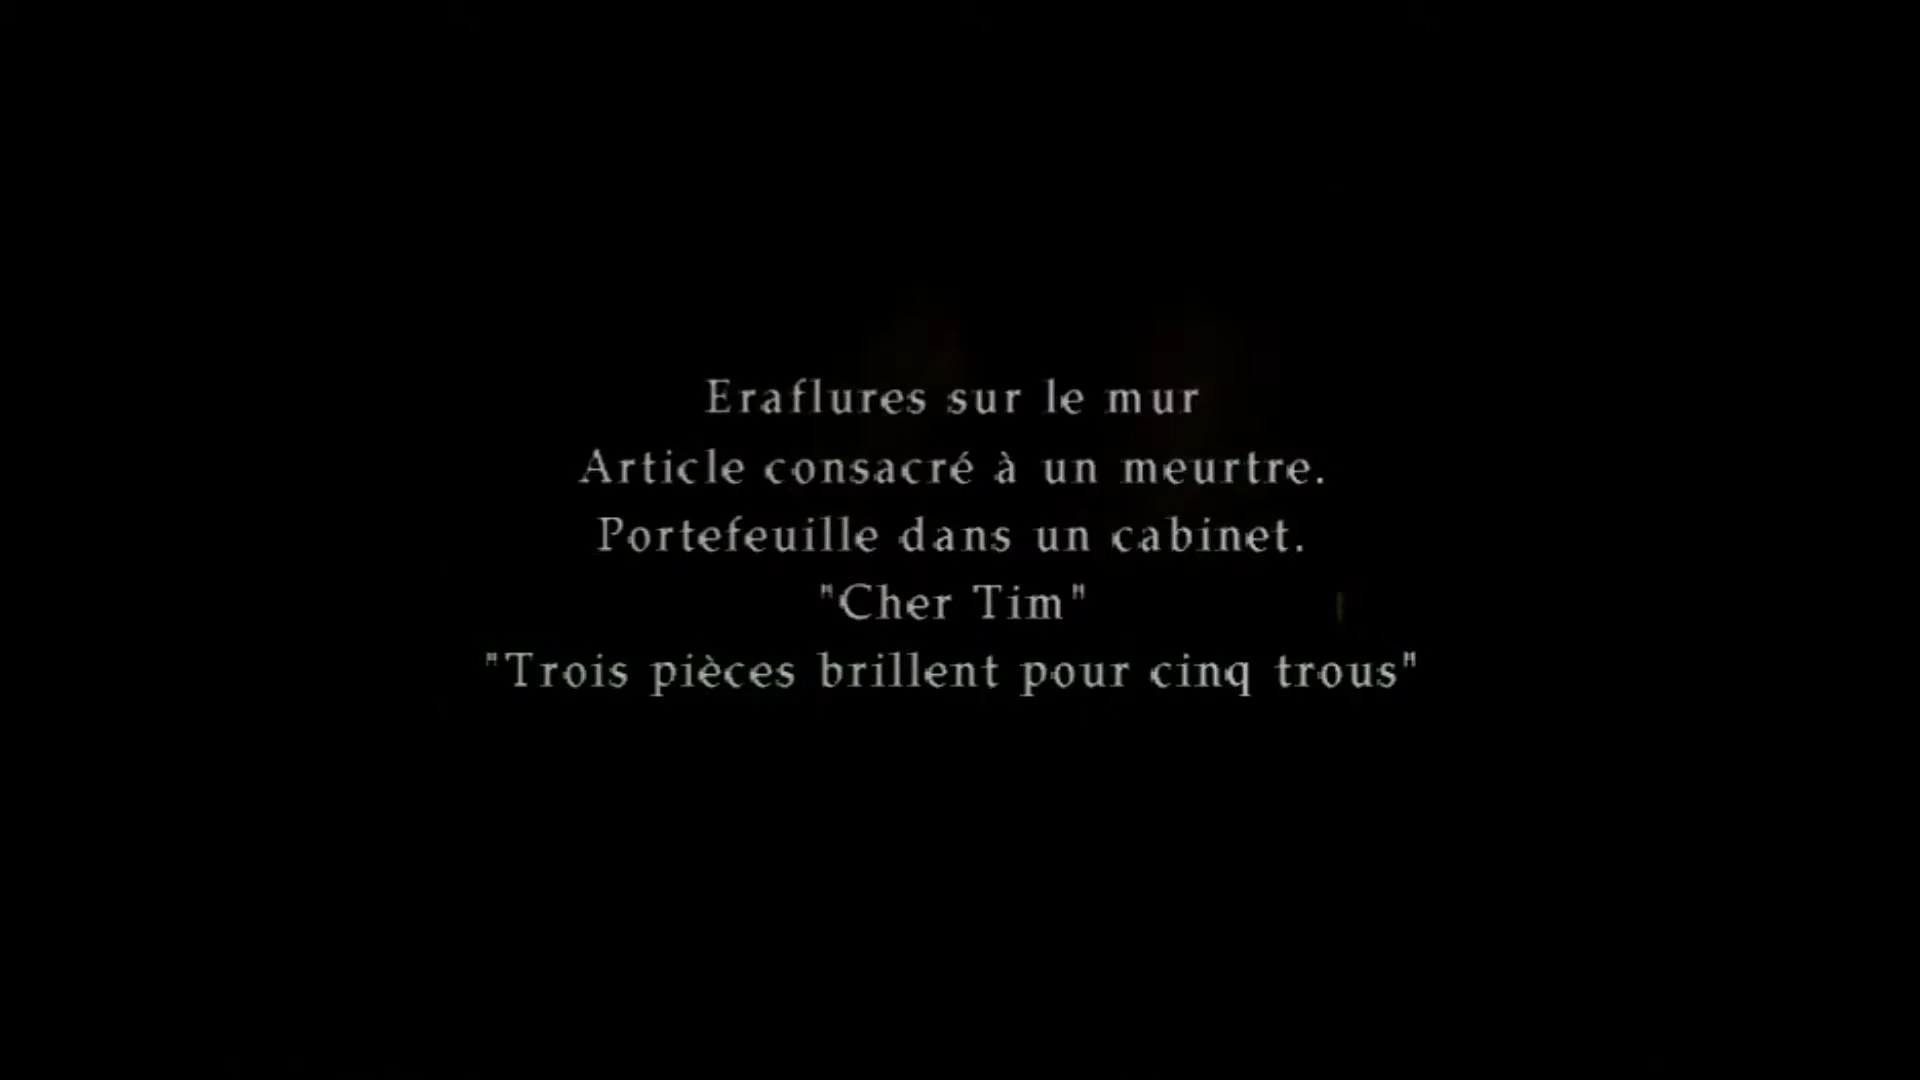 Eraflures sur le mur
Article consacré à un meurtre.
Portefeuille dans un cabinet.
"Cher Tim"
"Trois pièces brillent pour cinq trous"